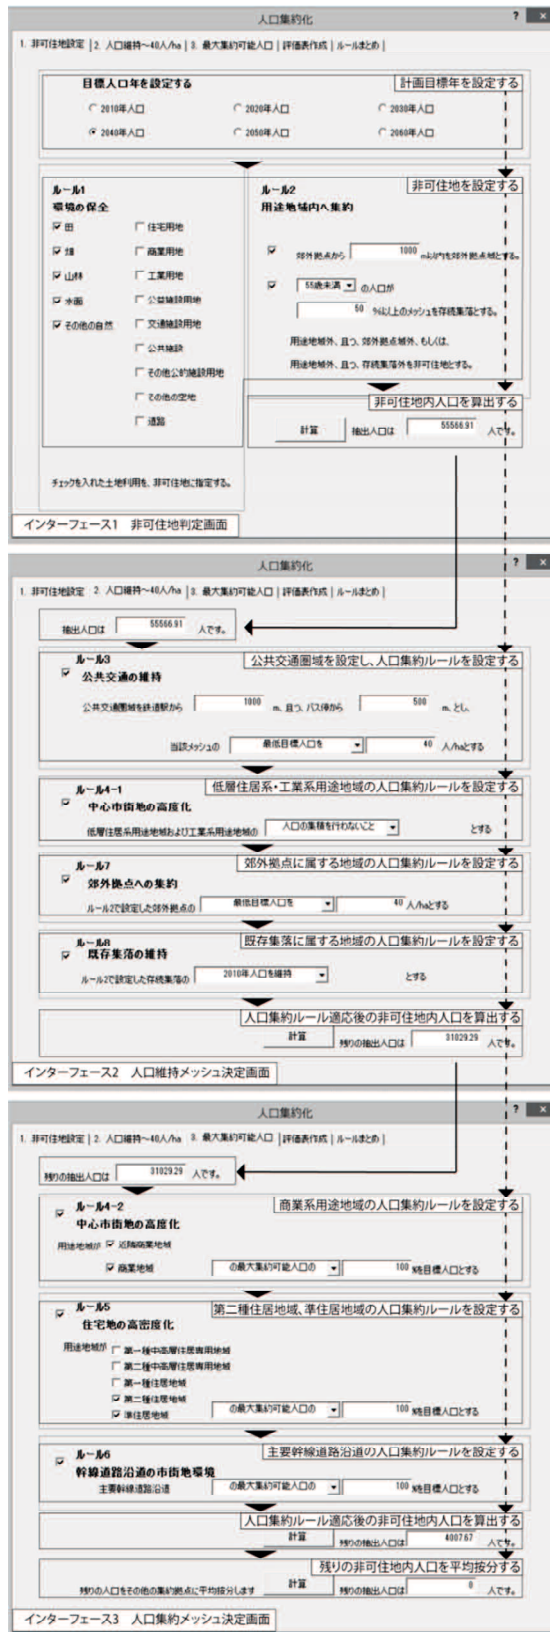 人口集約化
? x
1. 非可住地設定 | 2. 人口維持～40人/ha | 3. 最大集約可能人口 | 評価表作成 | ルールまとめ |
目標人口年を設定する
計画目標年を設定する
2010年人口 2020年人口 2030年人口
2040年人口 2050年人口 2060年人口
非可住地を設定する
ルール1
環境の保全
田 住宅用地
畑 商業用地
山林 工業用地
水面 公益施設用地
その他の自然 交通施設用地
公共施設
その他公的施設用地
その他の空地
道路
チェックを入れた土地利用を、非可住地に指定する。
ルール2
用途地域内へ集約
郊外拠点から 1000 m以内を郊外拠点域とする。
55歳未満 の人口が
50 %以上のメッシュを存続集落とする。
用途地域外、且つ、郊外拠点域外、もしくは、
用途地域外、且つ、存続集落外を非可住地とする。
非可住地内人口を算出する
計算 抽出人口は 55566.91 人です。
インターフェース1 非可住地判定画面
人口集約化
? x
1. 非可住地設定 2. 人口維持～40人/ha | 3. 最大集約可能人口 | 評価表作成 | ルールまとめ |
抽出人口は 55566.91 人です。
ルール3
公共交通圏域を設定し、人口集約ルールを設定する
公共交通の維持
公共交通圏域を鉄道駅から 1000 m、且つ、バス停から 500 m、とし、
当該メッシュの 最低目標人口を 40 人/haとする
ルール4-1
低層住居系・工業系用途地域の人口集約ルールを設定する
中心市街地の高度化
低層住居系用途地域および工業系用途地域の 人口の集積を行わないこと とする
ルール7
郊外拠点に属する地域の人口集約ルールを設定する
郊外拠点への集約
ルール2で設定した郊外拠点の 最低目標人口を 40 人/haとする
ルール8
既存集落に属する地域の人口集約ルールを設定する
既存集落の維持
ルール2で設定した存続集落の 2010年人口を維持 とする
人口集約ルール適応後の非可住地内人口を算出する
計算 残りの抽出人口は 31029.29 人です。
インターフェース2 人口維持メッシュ決定画面
人口集約化
? x
1. 非可住地設定 | 2. 人口維持～40人/ha | 3. 最大集約可能人口 | 評価表作成 | ルールまとめ |
残りの抽出人口は 31029.29 人です。
ルール4-2
商業系用途地域の人口集約ルールを設定する
中心市街地の高度化
用途地域が 近隣商業地域
商業地域 の最大集約可能人口の 100 %を目標人口とする
ルール5
第二種住居地域、準住居地域の人口集約ルールを設定する
住宅地の高密度化
用途地域が 第一種中高層住居専用地域
第二種中高層住居専用地域
第一種住居地域
第二種住居地域
準住居地域 の最大集約可能人口の 100 %を目標人口とする
ルール6
主要幹線道路沿道の人口集約ルールを設定する
幹線道路沿道の市街地環境
主要幹線道路沿道 の最大集約可能人口の 100 %を目標人口とする
人口集約ルール適応後の非可住地内人口を算出する
計算 残りの抽出人口は 4007.67 人です。
残りの非可住地内人口を平均按分する
残りの人口をその他の集約拠点に平均按分します 計算 残りの抽出人口は 0 人です。
インターフェース3 人口集約メッシュ決定画面